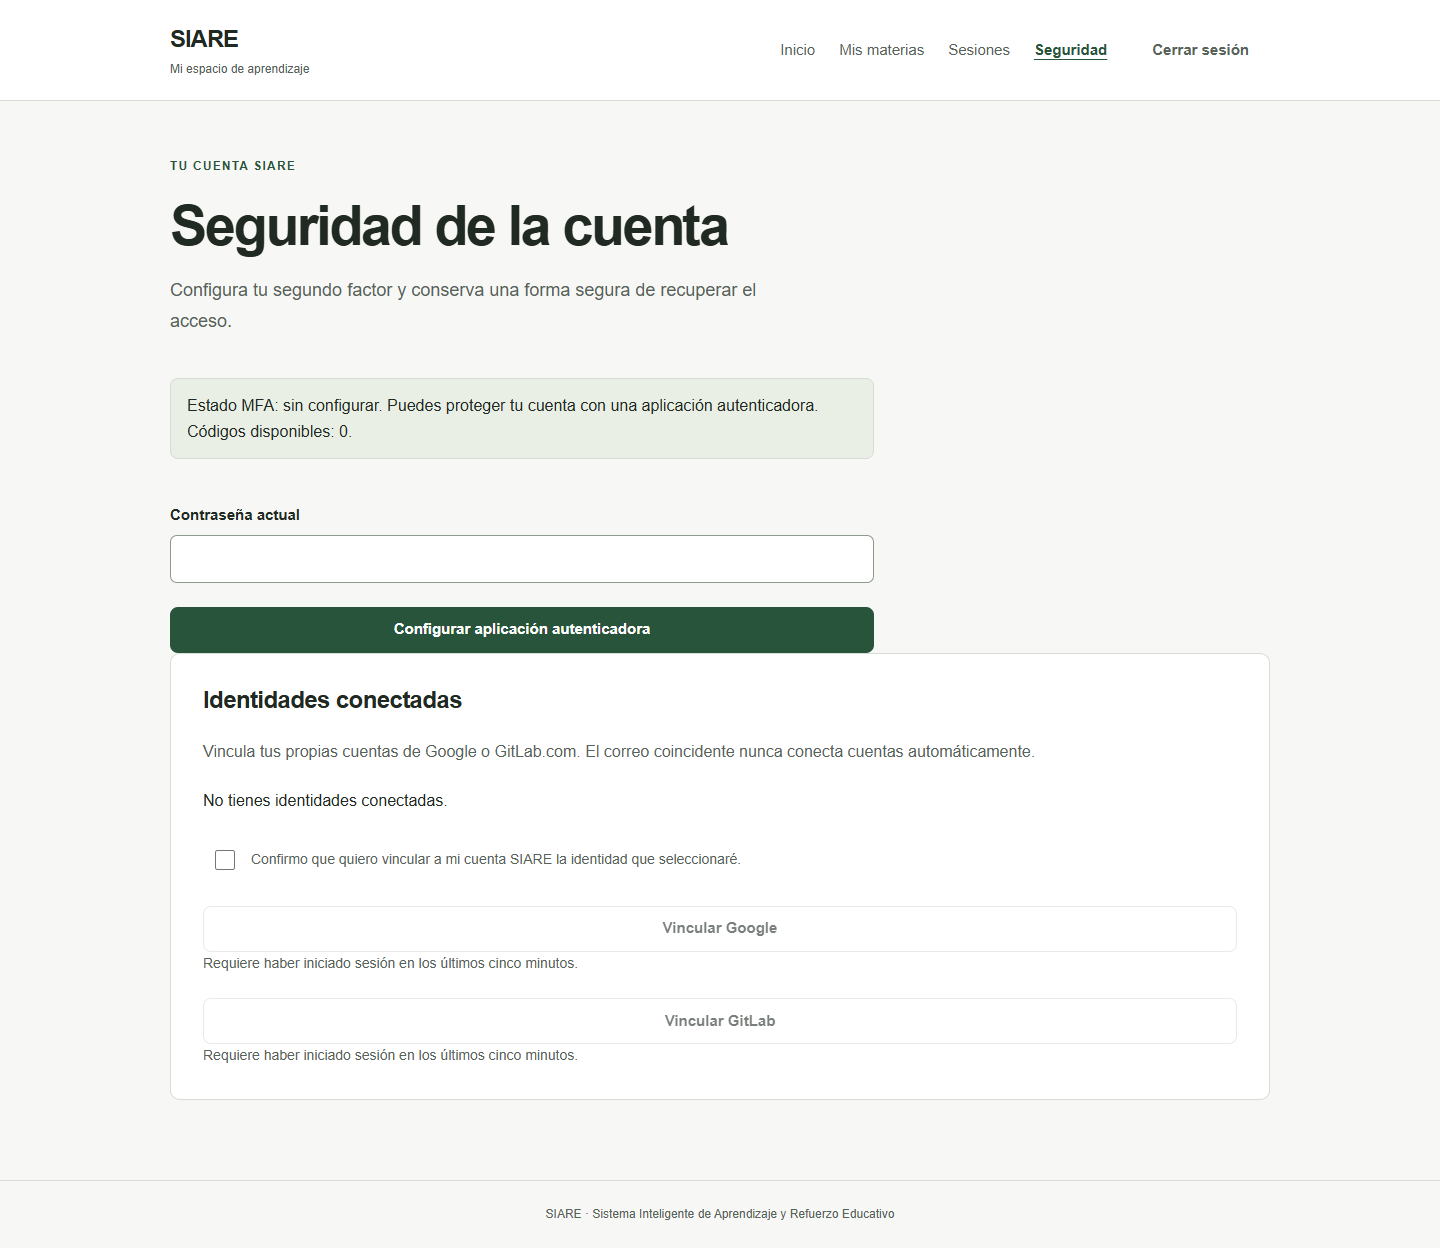 SIARE
Mi espacio de aprendizaje
Inicio
Mis materias
Sesiones
Seguridad
Cerrar sesión
TU CUENTA SIARE
Seguridad de la cuenta
Configura tu segundo factor y conserva una forma segura de recuperar el
acceso.
Estado MFA: sin configurar. Puedes proteger tu cuenta con una aplicación autenticadora.
Códigos disponibles: 0.
Contraseña actual
Configurar aplicación autenticadora
Identidades conectadas
Vincula tus propias cuentas de Google o GitLab.com. El correo coincidente nunca conecta cuentas automáticamente.
No tienes identidades conectadas.
Confirmo que quiero vincular a mi cuenta SIARE la identidad que seleccionaré.
Vincular Google
Requiere haber iniciado sesión en los últimos cinco minutos.
Vincular GitLab
Requiere haber iniciado sesión en los últimos cinco minutos.
SIARE · Sistema Inteligente de Aprendizaje y Refuerzo Educativo